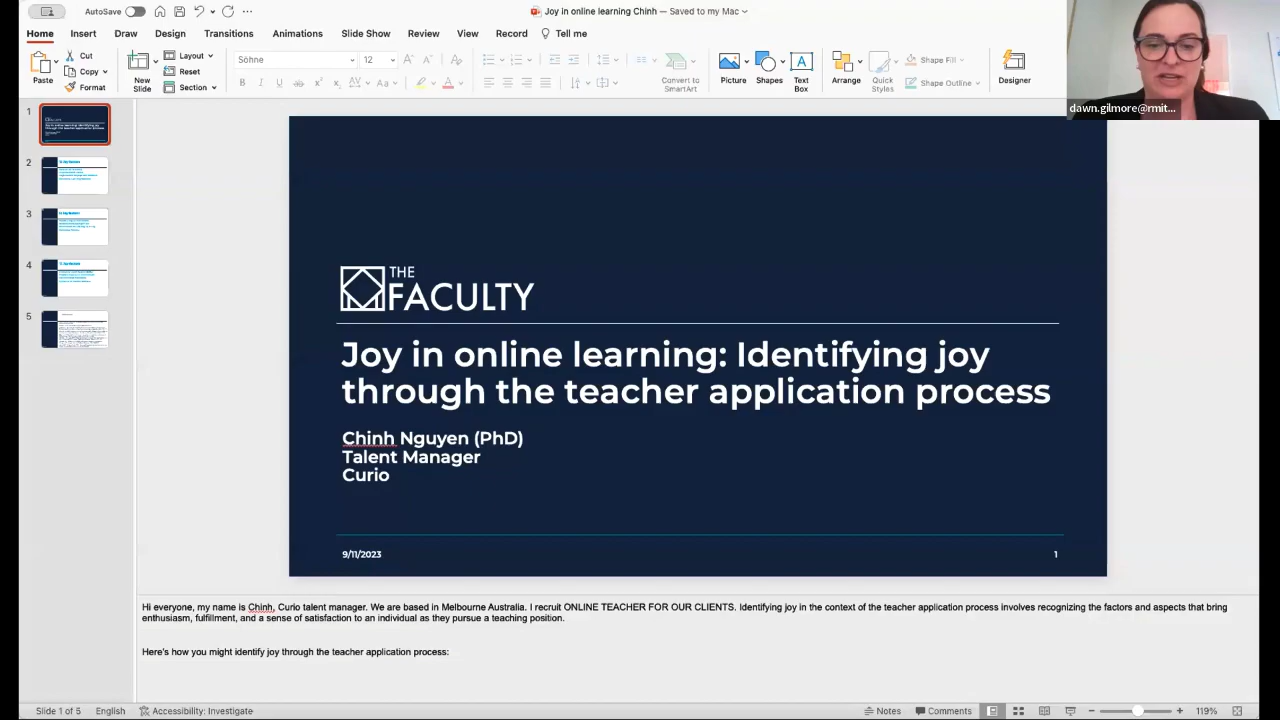 AutoSave
Joy in online learning Chinh — Saved to my Mac
Home Insert Draw Design Transitions Animations Slide Show Review View Record Tell me
Paste
Cut
Copy
Format
New
Slide
Layout
Reset
Section
Söhne 12
Convert to
SmartArt
Picture
Shapes
Text
Box
Arrange
Quick
Styles
Shape Fill
Shape Outline
Designer
dawn.gilmore@rmit...
1
2
3
4
5
THE
FACULTY
Joy in online learning: Identifying joy
through the teacher application process
Chinh Nguyen (PhD)
Talent Manager
Curio
9/11/2023 1
Hi everyone, my name is Chinh, Curio talent manager. We are based in Melbourne Australia. I recruit ONLINE TEACHER FOR OUR CLIENTS. Identifying joy in the context of the teacher application process involves recognizing the factors and aspects that bring
enthusiasm, fulfillment, and a sense of satisfaction to an individual as they pursue a teaching position.
Here's how you might identify joy through the teacher application process:
Slide 1 of 5 English Accessibility: Investigate Notes Comments 119%